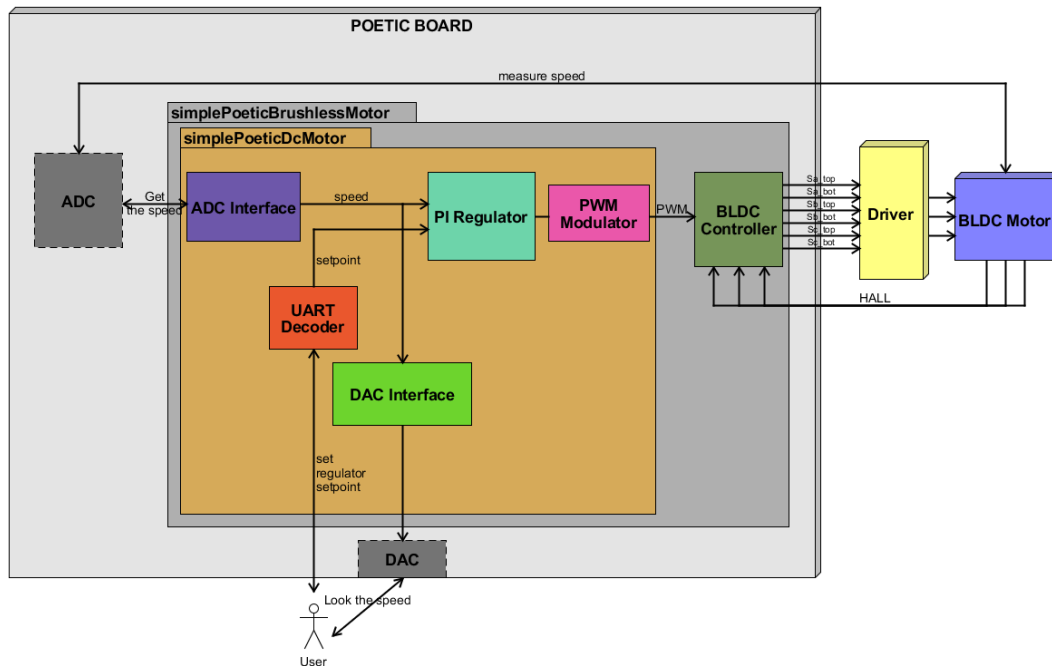 POETIC BOARD
measure speed
simplePoeticBrushlessMotor
simplePoeticDcMotor
ADC
Get
the speed
ADC Interface
speed
PI Regulator
PWM
Modulator
PWM
BLDC
Controller
Sa_top
Sa_bot
Sb_top
Sb_bot
Sc_top
Sc_bot
Driver
BLDC Motor
setpoint
HALL
UART
Decoder
DAC Interface
set
regulator
setpoint
DAC
Look the speed
User